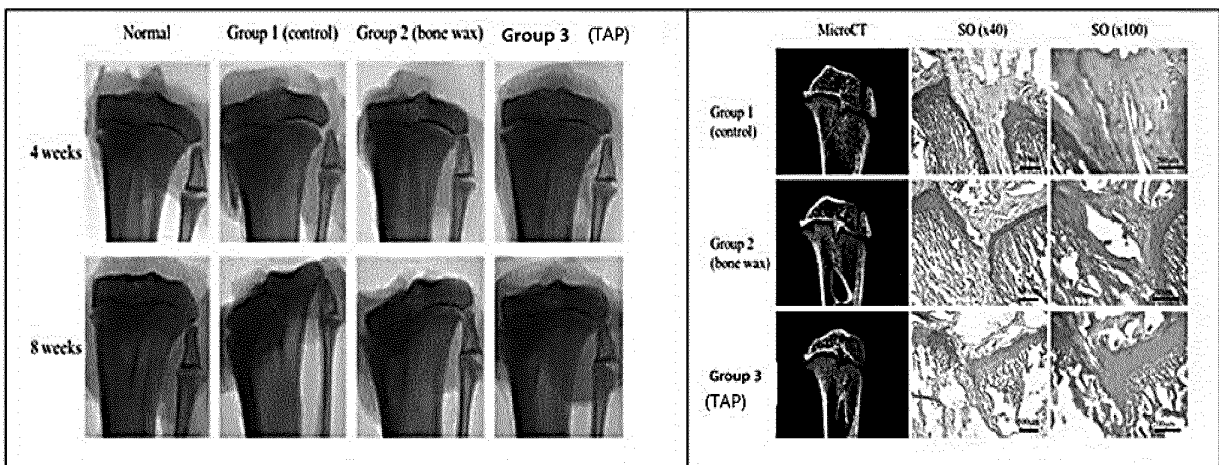 Normal Group 1 (control) Group 2 (bone wax) Group 3 (TAP)
4 weeks
8 weeks
MicroCT SO (x40) SO (x100)
Group 1
(control)
Group 2
(bone wax)
Group 3
(TAP)